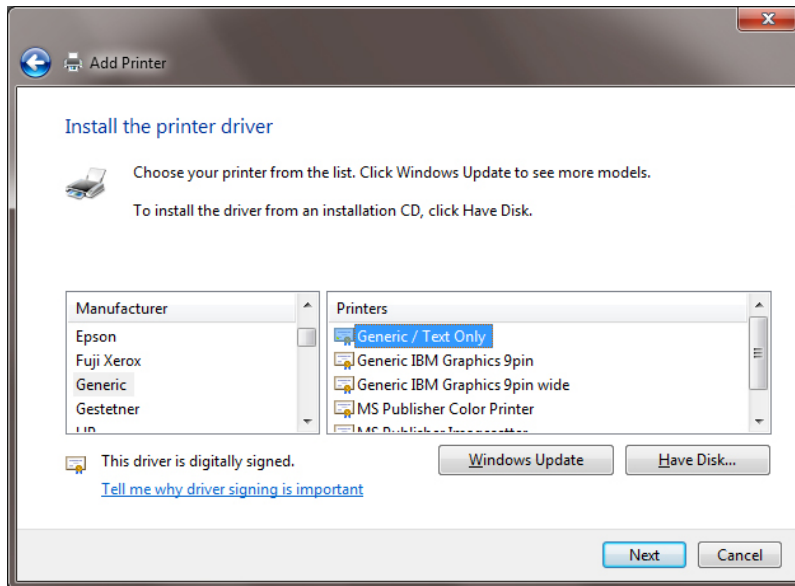 Add Printer
Install the printer driver
Choose your printer from the list. Click Windows Update to see more models.
To install the driver from an installation CD, click Have Disk.
Manufacturer
Epson
Fuji Xerox
Generic
Gestetner
Printers
Generic / Text Only
Generic IBM Graphics 9pin
Generic IBM Graphics 9pin wide
MS Publisher Color Printer
MS Publisher Imagesetter
This driver is digitally signed.
Tell me why driver signing is important
Windows Update
Have Disk...
Next
Cancel